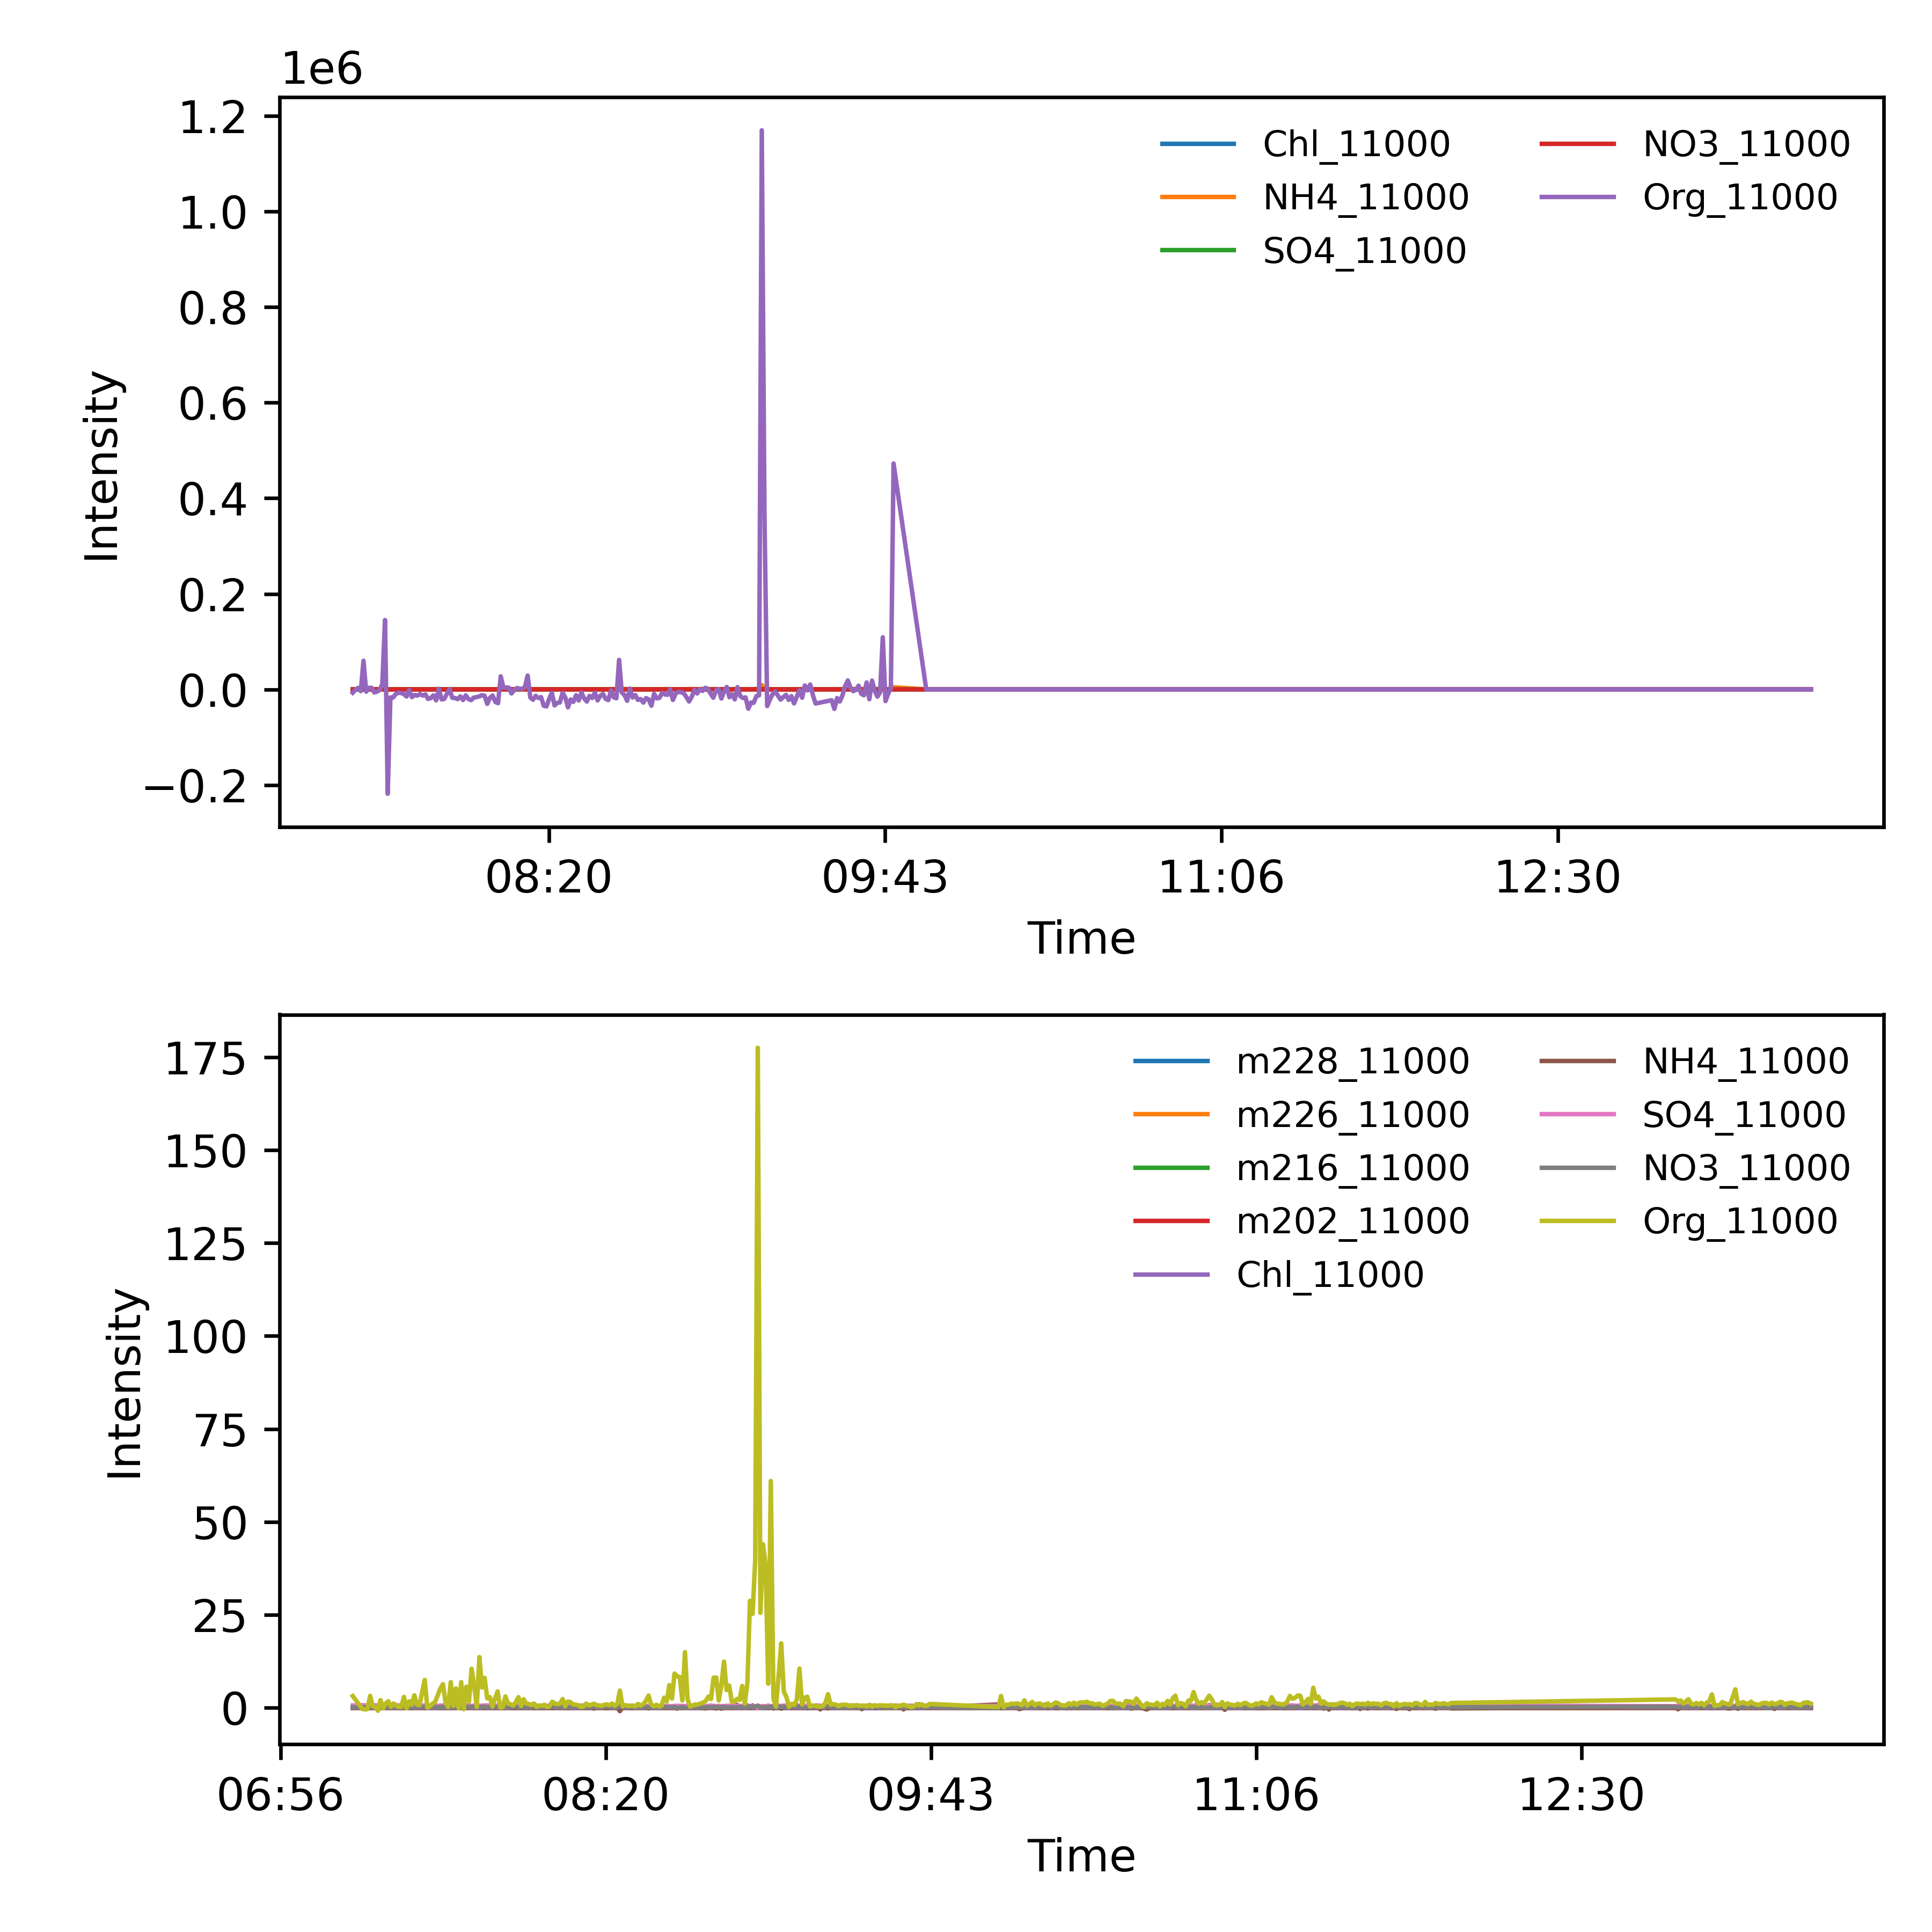 1e6
1.2
1.0
0.8
0.6
0.4
0.2
0.0
−0.2
Intensity
Chl_11000 NO3_11000
NH4_11000 Org_11000
SO4_11000
08:20 09:43 11:06 12:30
Time
175
150
125
100
75
50
25
0
Intensity
m228_11000 NH4_11000
m226_11000 SO4_11000
m216_11000 NO3_11000
m202_11000 Org_11000
Chl_11000
06:56 08:20 09:43 11:06 12:30
Time